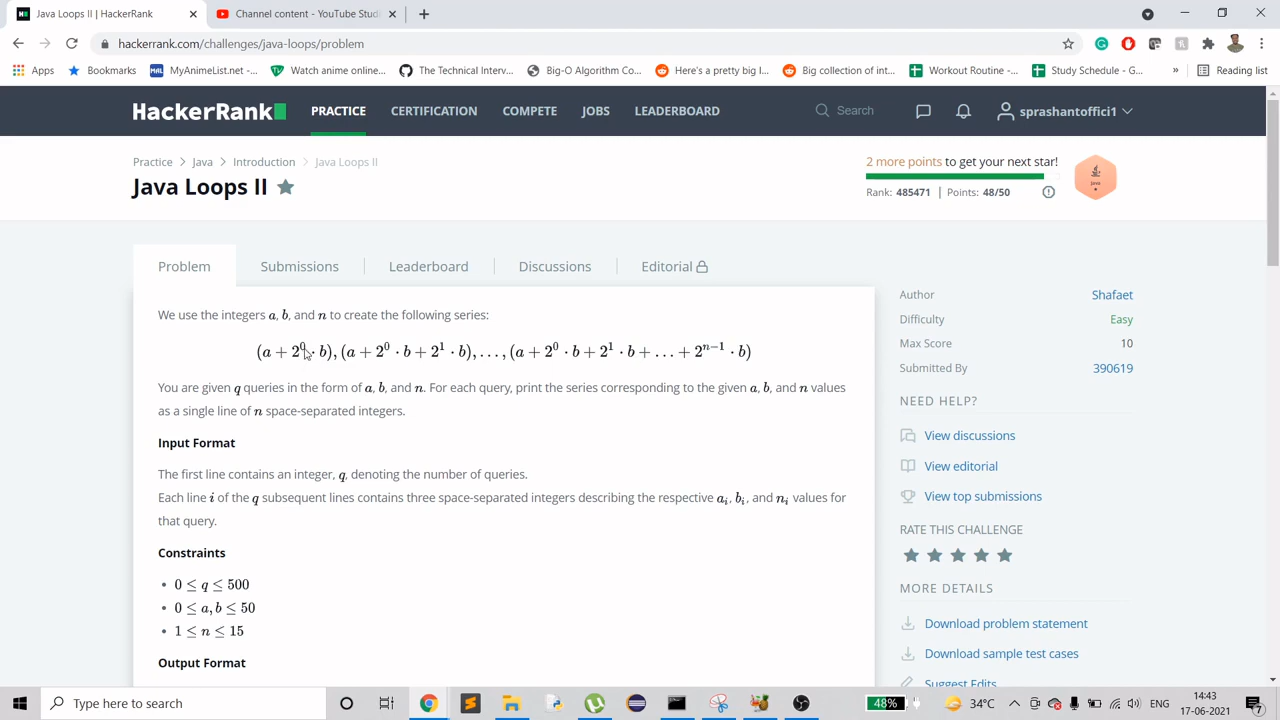 Java Loops II | HackerRank
Channel content - YouTube Stud
hackerrank.com/challenges/java-loops/problem
Apps Bookmarks MyAnimeList.net -... Watch anime online... The Technical Interv... Big-O Algorithm Co... Here's a pretty big l... Big collection of int... Workout Routine -... Study Schedule - G... » Reading list
HackerRank PRACTICE CERTIFICATION COMPETE JOBS LEADERBOARD Search sprashantoffici1
Practice > Java > Introduction > Java Loops II
2 more points to get your next star!
Java Loops II
Rank: 485471 | Points: 48/50
Java
Problem Submissions Leaderboard Discussions Editorial
We use the integers a, b, and n to create the following series:
(a + 2⁰ · b), (a + 2⁰ · b + 2¹ · b), . . . , (a + 2⁰ · b + 2¹ · b + . . . + 2ⁿ⁻¹ · b)
You are given q queries in the form of a, b, and n. For each query, print the series corresponding to the given a, b, and n values
as a single line of n space-separated integers.
Input Format
The first line contains an integer, q, denoting the number of queries.
Each line i of the q subsequent lines contains three space-separated integers describing the respective aᵢ, bᵢ, and nᵢ values for
that query.
Constraints
• 0 ≤ q ≤ 500
• 0 ≤ a, b ≤ 50
• 1 ≤ n ≤ 15
Output Format
Author Shafaet
Difficulty Easy
Max Score 10
Submitted By 390619
NEED HELP?
View discussions
View editorial
View top submissions
RATE THIS CHALLENGE
MORE DETAILS
Download problem statement
Download sample test cases
Suggest Edits
Type here to search
48% 34°C ENG 14:43
17-06-2021
7